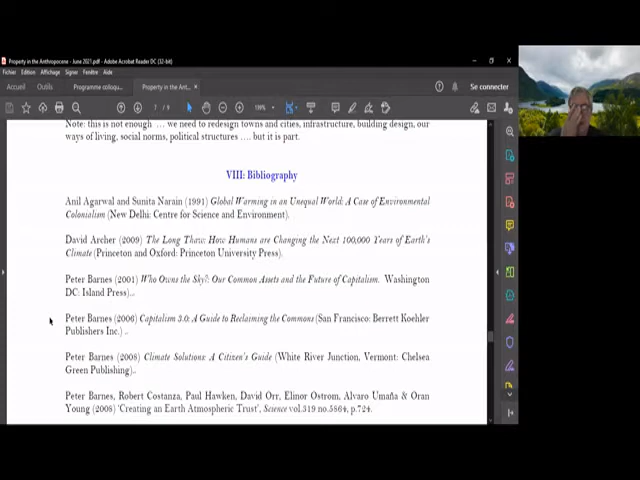 Property in the Anthropocene - June 2021.pdf - Adobe Acrobat Reader DC (32-bit)
Fichier Edition Affichage Signer Fenêtre Aide
Accueil Outils Programme colloqu... Property in the Ant... × Se connecter
7 / 9
Note: this is not enough … we need to redesign towns and cities, infrastructure, building design, our
ways of living, social norms, political structures …. but it is part.
VIII: Bibliography
Anil Agarwal and Sunita Narain (1991) Global Warming in an Unequal World: A Case of Environmental
Colonialism (New Delhi: Centre for Science and Environment).
David Archer (2009) The Long Thaw: How Humans are Changing the Next 100,000 Years of Earth's
Climate (Princeton and Oxford: Princeton University Press).
Peter Barnes (2001) Who Owns the Sky?: Our Common Assets and the Future of Capitalism. Washington
DC: Island Press)..
Peter Barnes (2006) Capitalism 3.0: A Guide to Reclaiming the Commons (San Francisco: Berrett Koehler
Publishers Inc.) ..
Peter Barnes (2008) Climate Solutions: A Citizen's Guide (White River Junction, Vermont: Chelsea
Green Publishing)..
Peter Barnes, Robert Costanza, Paul Hawken, David Orr, Elinor Ostrom, Alvaro Umaña & Oran
Young (2008) 'Creating an Earth Atmospheric Trust', Science vol.319 no.5864, p.724.